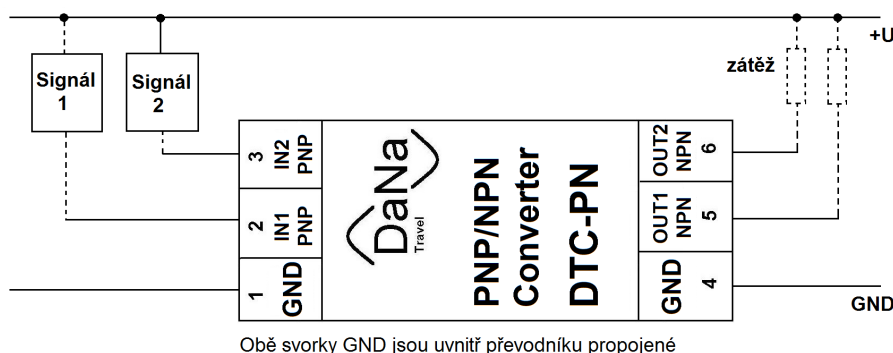 +U
Signál
1
Signál
2
zátěž
3
IN2
PNP
2
IN1
PNP
1
GND
DaNa
Travel
PNP/NPN
Converter
DTC-PN
OUT2
NPN
6
OUT1
NPN
5
GND
4
GND
Obě svorky GND jsou uvnitř převodníku propojené